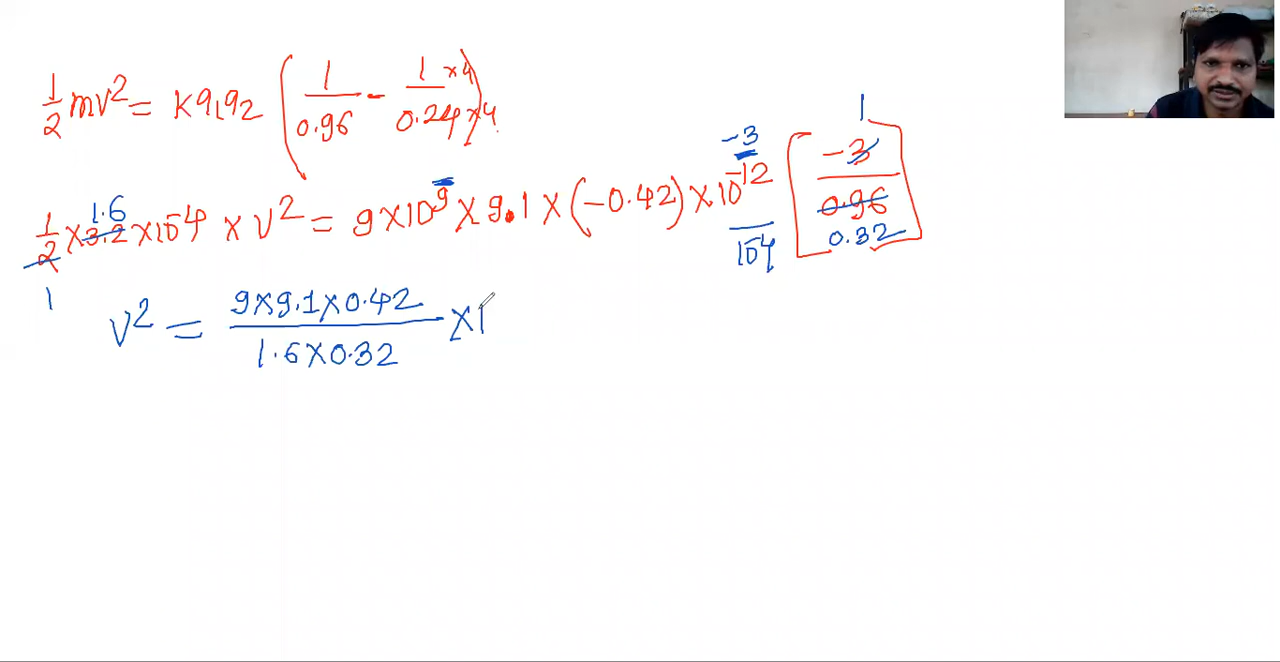 ½mv² = Kq₁q₂ ( 1/0.96 - 1×4/0.24×4 )
1/2 × 3.2 1.6 × 10⁻⁴ × v² = 9×10⁹ × 9.1 × (-0.42) × 10⁻¹² -3 / 10⁻⁴ [ -3 1 / 0.96 0.32 ]
1
v² = 9×9.1×0.42 / 1.6×0.32 × 1